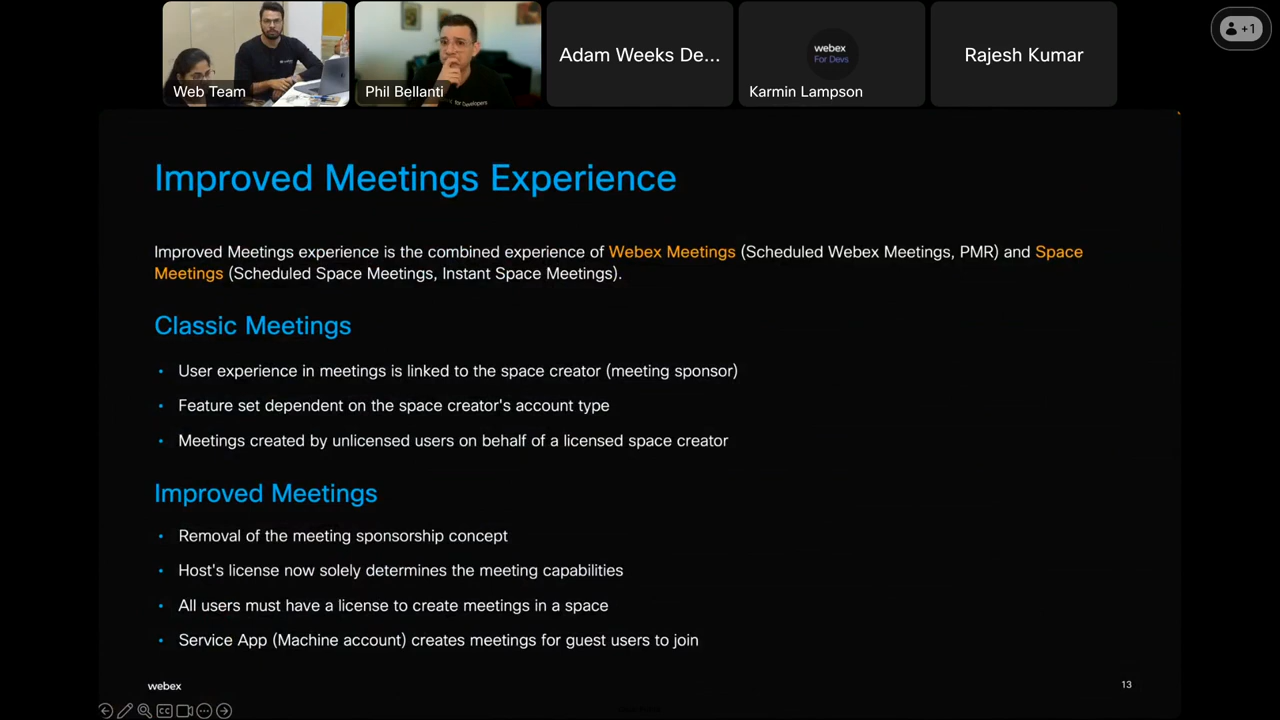 Web Team
Phil Bellanti
for Developers
Adam Weeks De...
webex
For Devs
Karmin Lampson
Rajesh Kumar
+1
Improved Meetings Experience
Improved Meetings experience is the combined experience of Webex Meetings (Scheduled Webex Meetings, PMR) and Space
Meetings (Scheduled Space Meetings, Instant Space Meetings).
Classic Meetings
• User experience in meetings is linked to the space creator (meeting sponsor)
• Feature set dependent on the space creator's account type
• Meetings created by unlicensed users on behalf of a licensed space creator
Improved Meetings
• Removal of the meeting sponsorship concept
• Host's license now solely determines the meeting capabilities
• All users must have a license to create meetings in a space
• Service App (Machine account) creates meetings for guest users to join
webex
13
CC